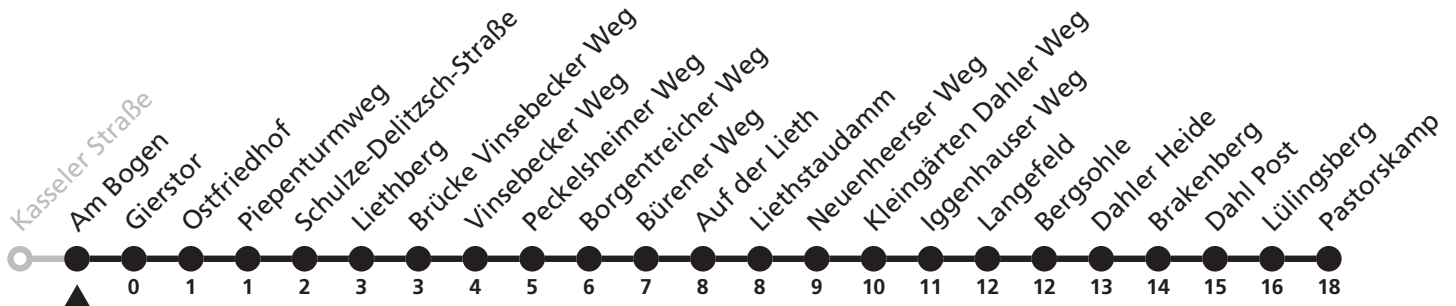 Kasseler Straße
Am Bogen
Gierstor
Ostfriedhof
Piepenturmweg
Schulze-Delitzsch-Straße
Liethberg
Brücke Vinsebecker Weg
Vinsebecker Weg
Peckelsheimer Weg
Borgentreicher Weg
Bürener Weg
Auf der Lieth
Liethstaudamm
Neuenheerser Weg
Kleingärten Dahler Weg
Iggenhauser Weg
Langefeld
Bergsohle
Dahler Heide
Brakenberg
Dahl Post
Lülingsberg
Pastorskamp
0 1 1 2 3 3 4 5 6 7 8 8 9 10 11 12 12 13 14 15 16 18